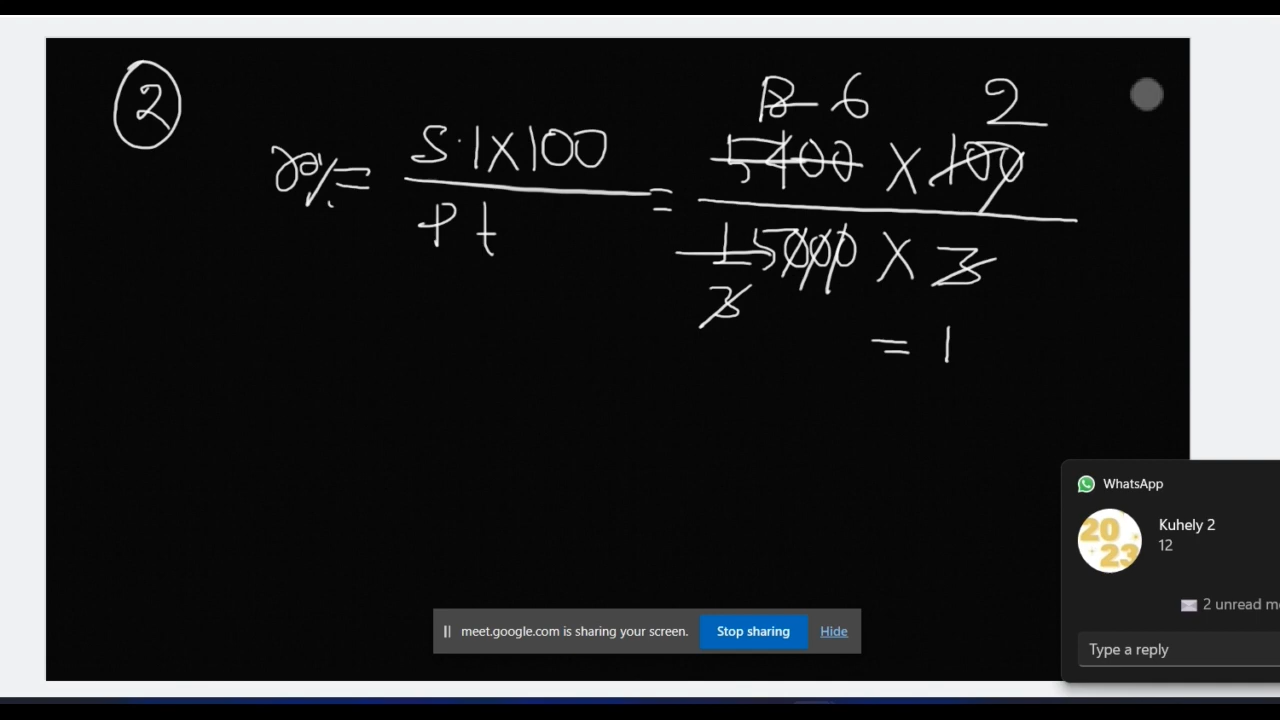 2
r%= S.I X 100 / P t = 5400 X 100 / 15000 X 3
18 6 2
3
= 1
WhatsApp
Kuhely 2
12
2 unread m
Type a reply
meet.google.com is sharing your screen.
Stop sharing
Hide